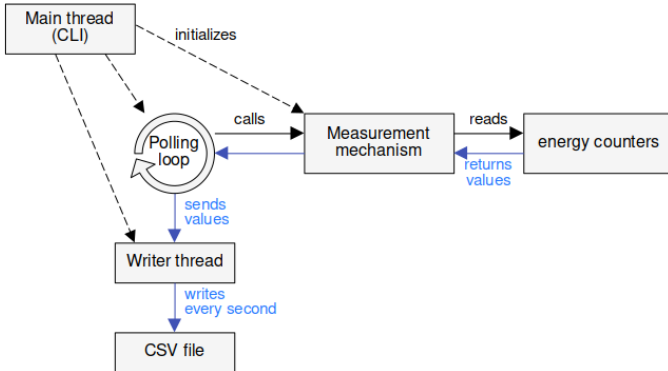 Main thread
(CLI)
initializes
calls
reads
Polling
loop
Measurement
mechanism
energy counters
returns
values
sends
values
Writer thread
writes
every second
CSV file